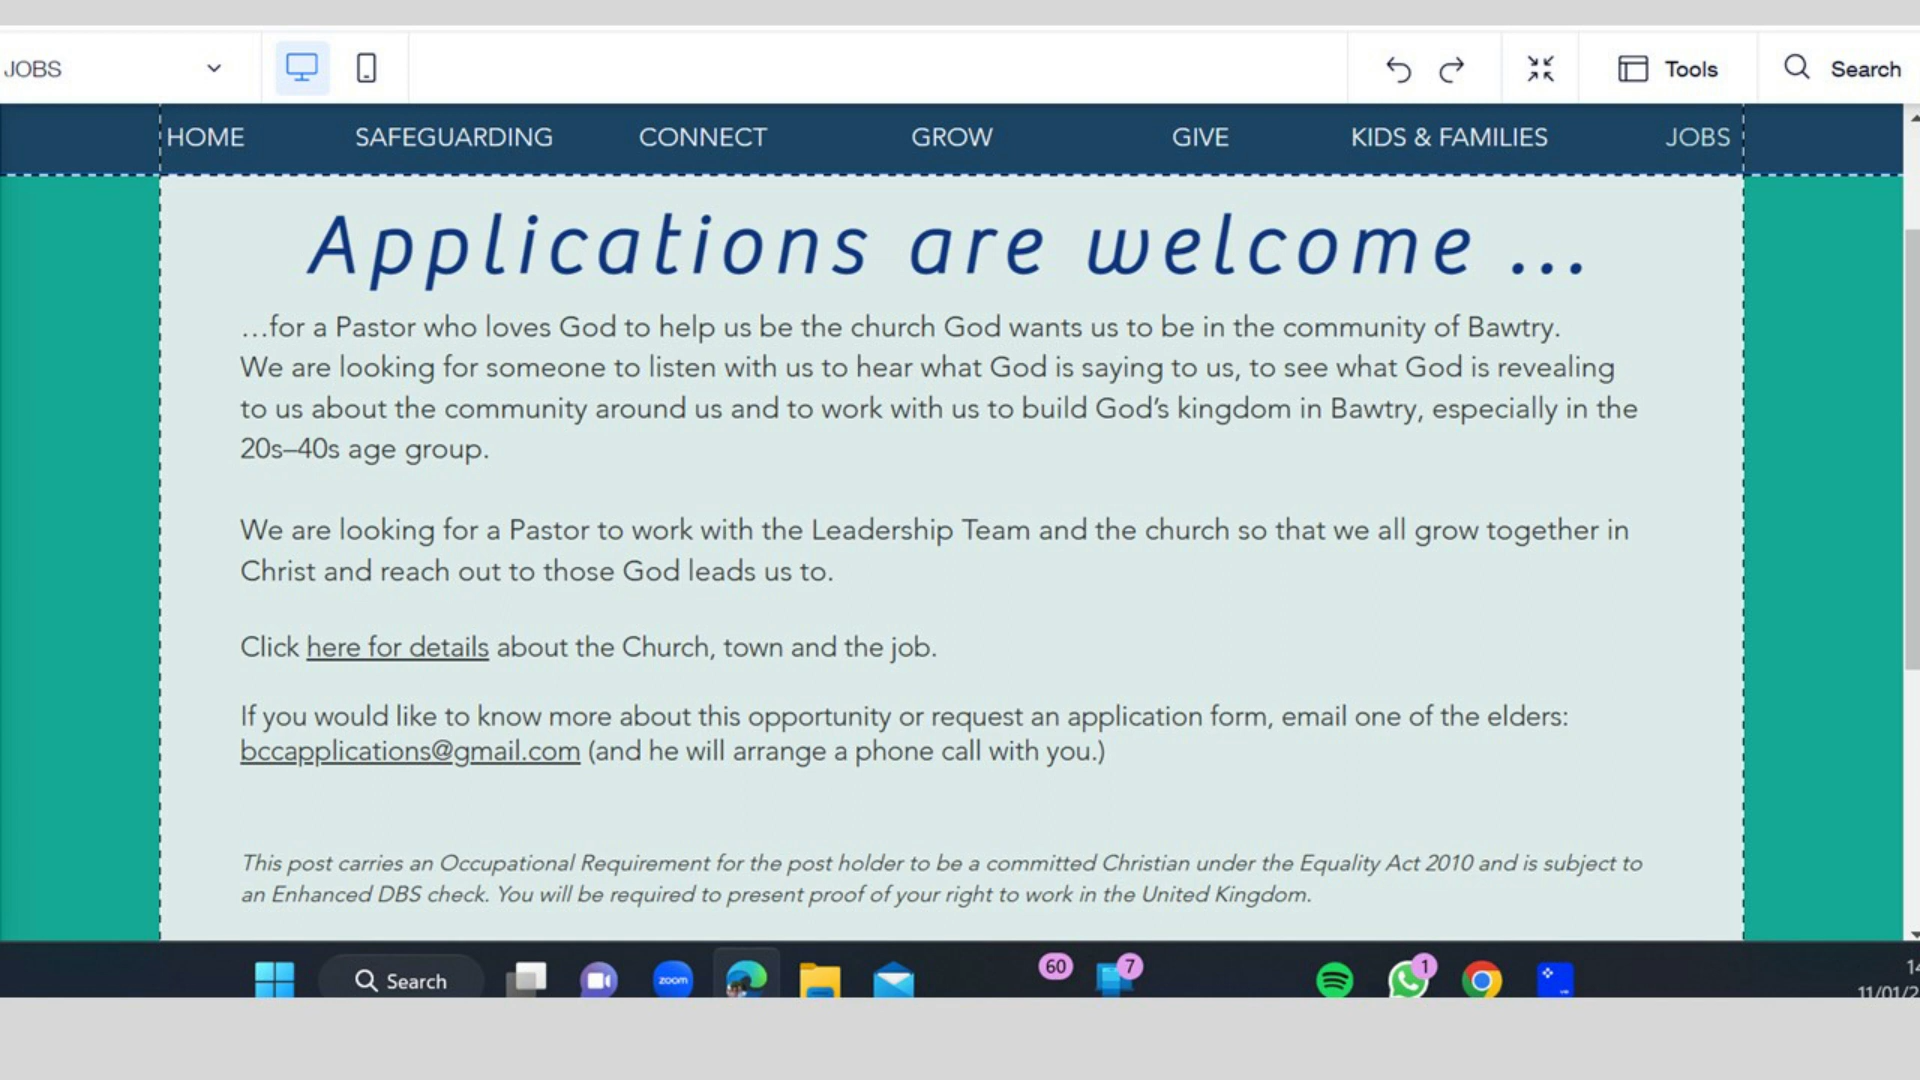 JOBS
Tools
Search
HOME SAFEGUARDING CONNECT GROW GIVE KIDS & FAMILIES JOBS
Applications are welcome ...
...for a Pastor who loves God to help us be the church God wants us to be in the community of Bawtry.
We are looking for someone to listen with us to hear what God is saying to us, to see what God is revealing
to us about the community around us and to work with us to build God's kingdom in Bawtry, especially in the
20s–40s age group.
We are looking for a Pastor to work with the Leadership Team and the church so that we all grow together in
Christ and reach out to those God leads us to.
Click here for details about the Church, town and the job.
If you would like to know more about this opportunity or request an application form, email one of the elders:
bccapplications@gmail.com (and he will arrange a phone call with you.)
This post carries an Occupational Requirement for the post holder to be a committed Christian under the Equality Act 2010 and is subject to
an Enhanced DBS check. You will be required to present proof of your right to work in the United Kingdom.
Search
zoom
60
7
1